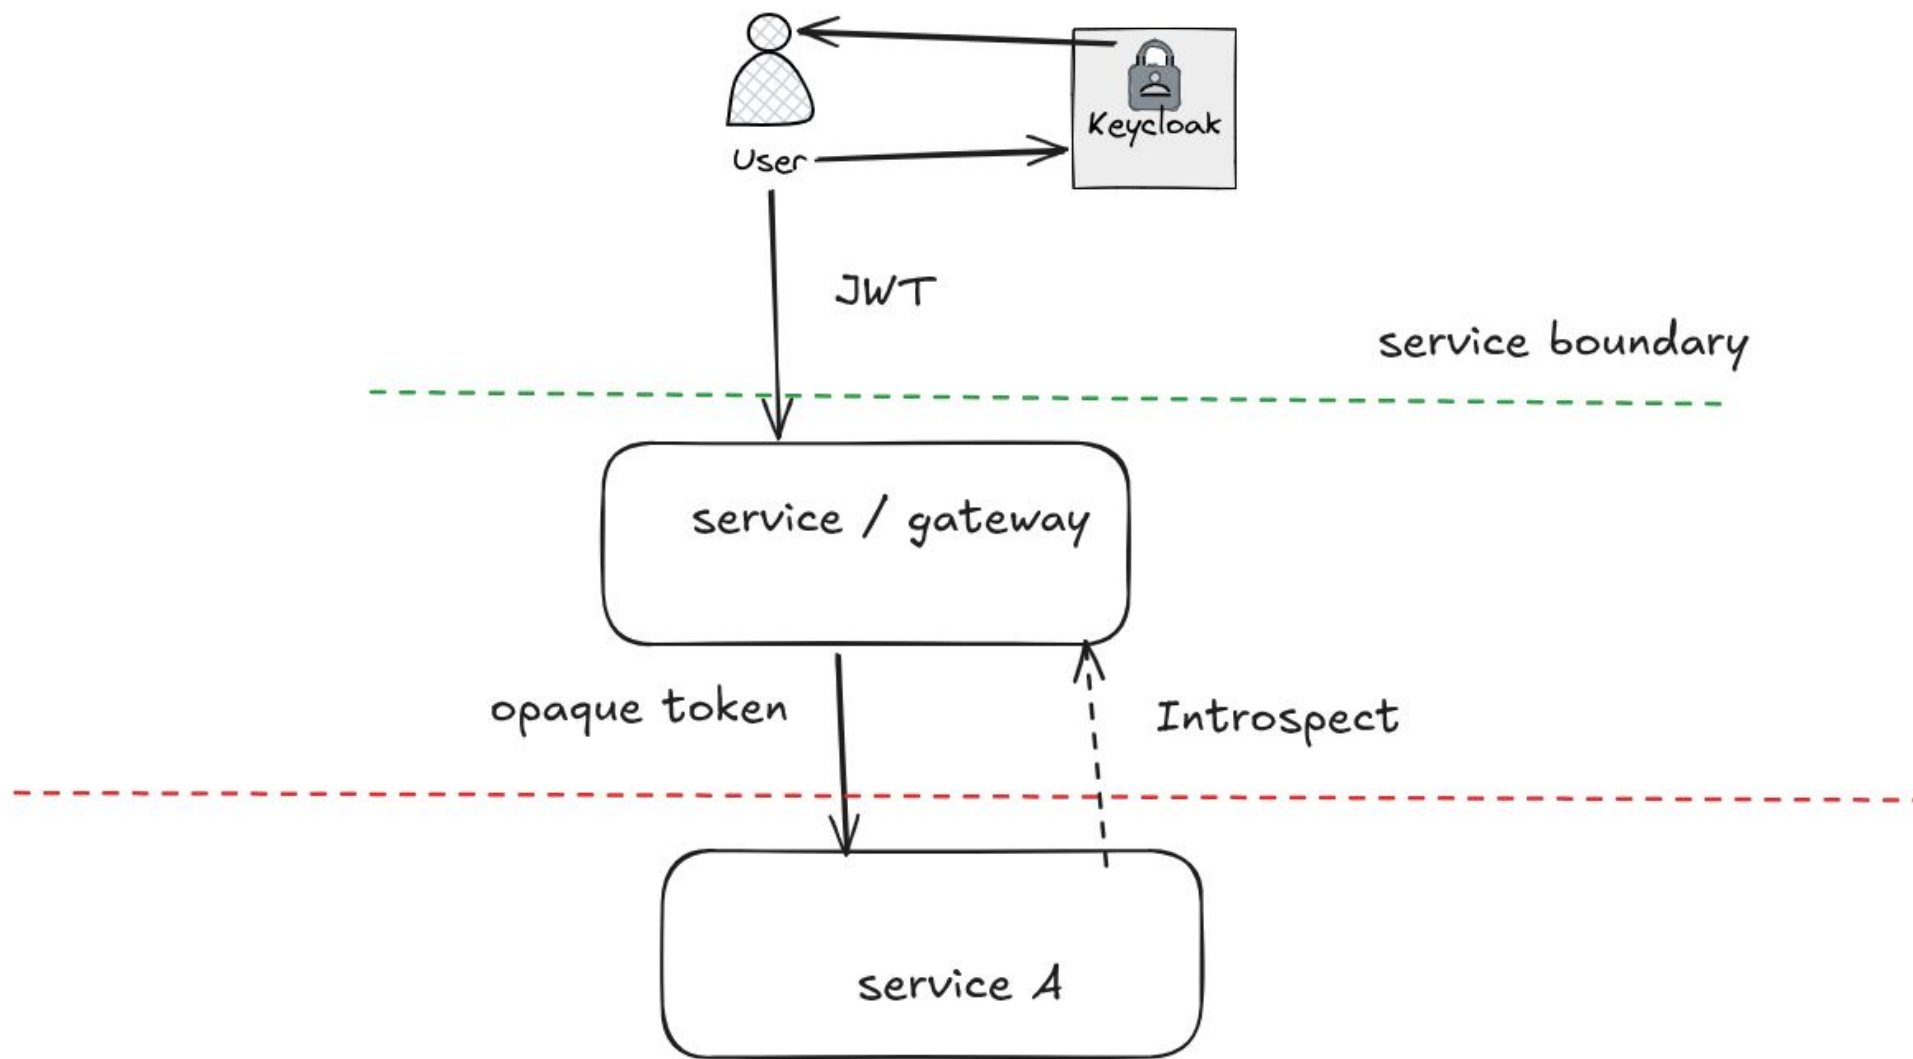 Keycloak
User
JWT
service boundary
service / gateway
opaque token
Introspect
service A